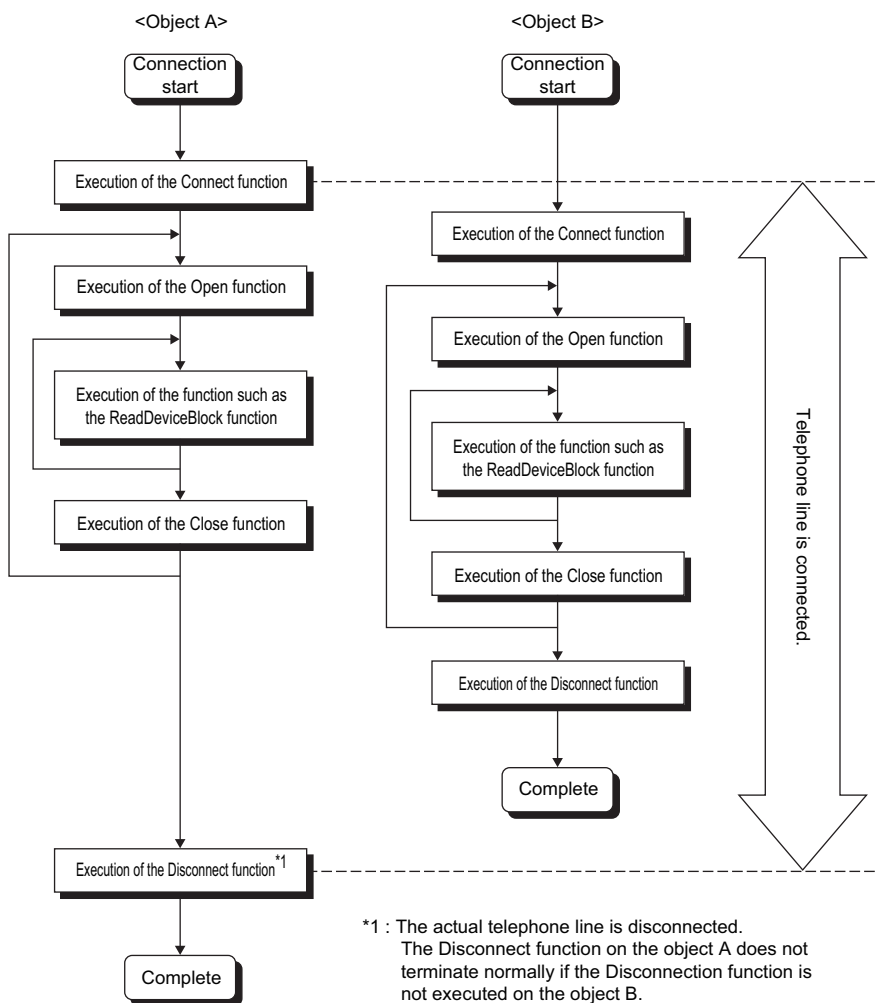 <Object A>
Connection
start
Execution of the Connect function
Execution of the Open function
Execution of the function such as
the ReadDeviceBlock function
Execution of the Close function
Execution of the Disconnect function*1
Complete
<Object B>
Connection
start
Execution of the Connect function
Execution of the Open function
Execution of the function such as
the ReadDeviceBlock function
Execution of the Close function
Execution of the Disconnect function
Complete
Telephone line is connected.
*1 : The actual telephone line is disconnected.
The Disconnect function on the object A does not
terminate normally if the Disconnection function is
not executed on the object B.